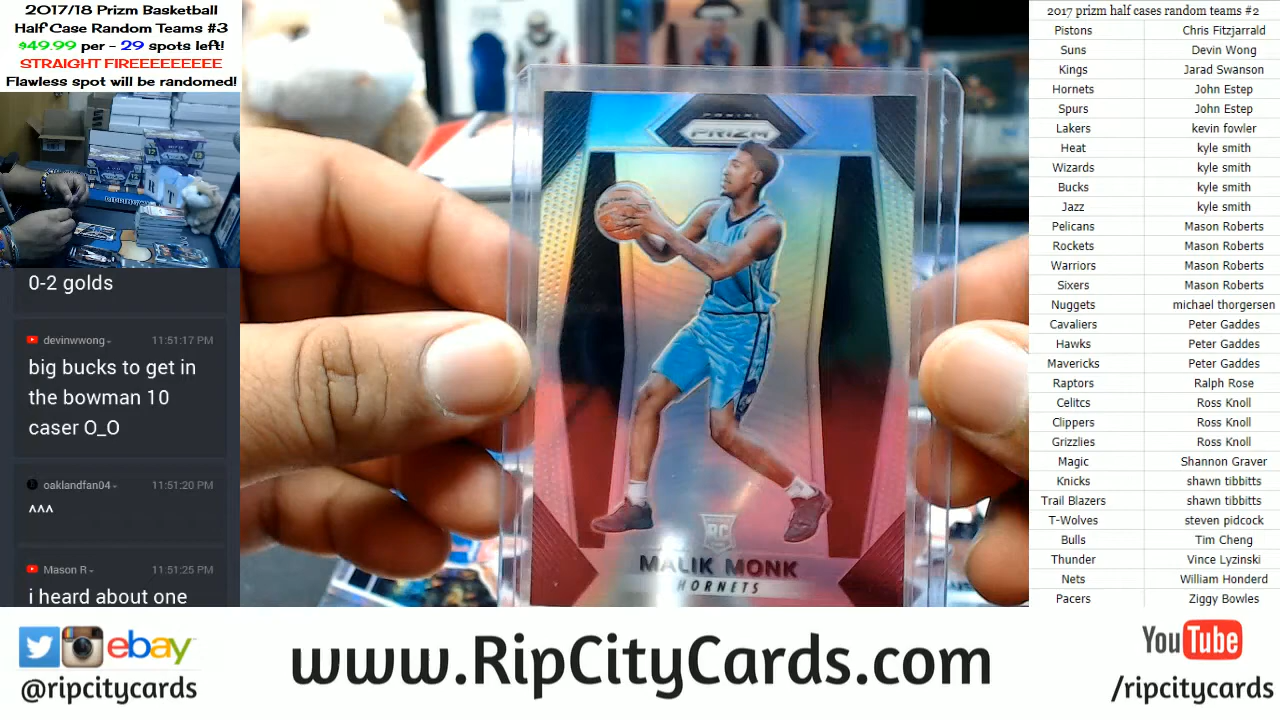 2017/18 Prizm Basketball
Half Case Random Teams #3
$49.99 per - 29 spots left!
STRAIGHT FIREEEEEEEEE
Flawless spot will be randomed!
0-2 golds
devinwwong
11:51:17 PM
big bucks to get in
the bowman 10
caser O_O
oaklandfan04
11:51:20 PM
^^^
Mason R
11:51:25 PM
i heard about one
PANINI
PRIZM
RC
MALIK MONK
HORNETS
2017 prizm half cases random teams #2
Pistons Chris Fitzjarrald
Suns Devin Wong
Kings Jarad Swanson
Hornets John Estep
Spurs John Estep
Lakers kevin fowler
Heat kyle smith
Wizards kyle smith
Bucks kyle smith
Jazz kyle smith
Pelicans Mason Roberts
Rockets Mason Roberts
Warriors Mason Roberts
Sixers Mason Roberts
Nuggets michael thorgersen
Cavaliers Peter Gaddes
Hawks Peter Gaddes
Mavericks Peter Gaddes
Raptors Ralph Rose
Celitcs Ross Knoll
Clippers Ross Knoll
Grizzlies Ross Knoll
Magic Shannon Graver
Knicks shawn tibbitts
Trail Blazers shawn tibbitts
T-Wolves steven pidcock
Bulls Tim Cheng
Thunder Vince Lyzinski
Nets William Honderd
Pacers Ziggy Bowles
ebay
@ripcitycards
www.RipCityCards.com
YouTube
/ripcitycards